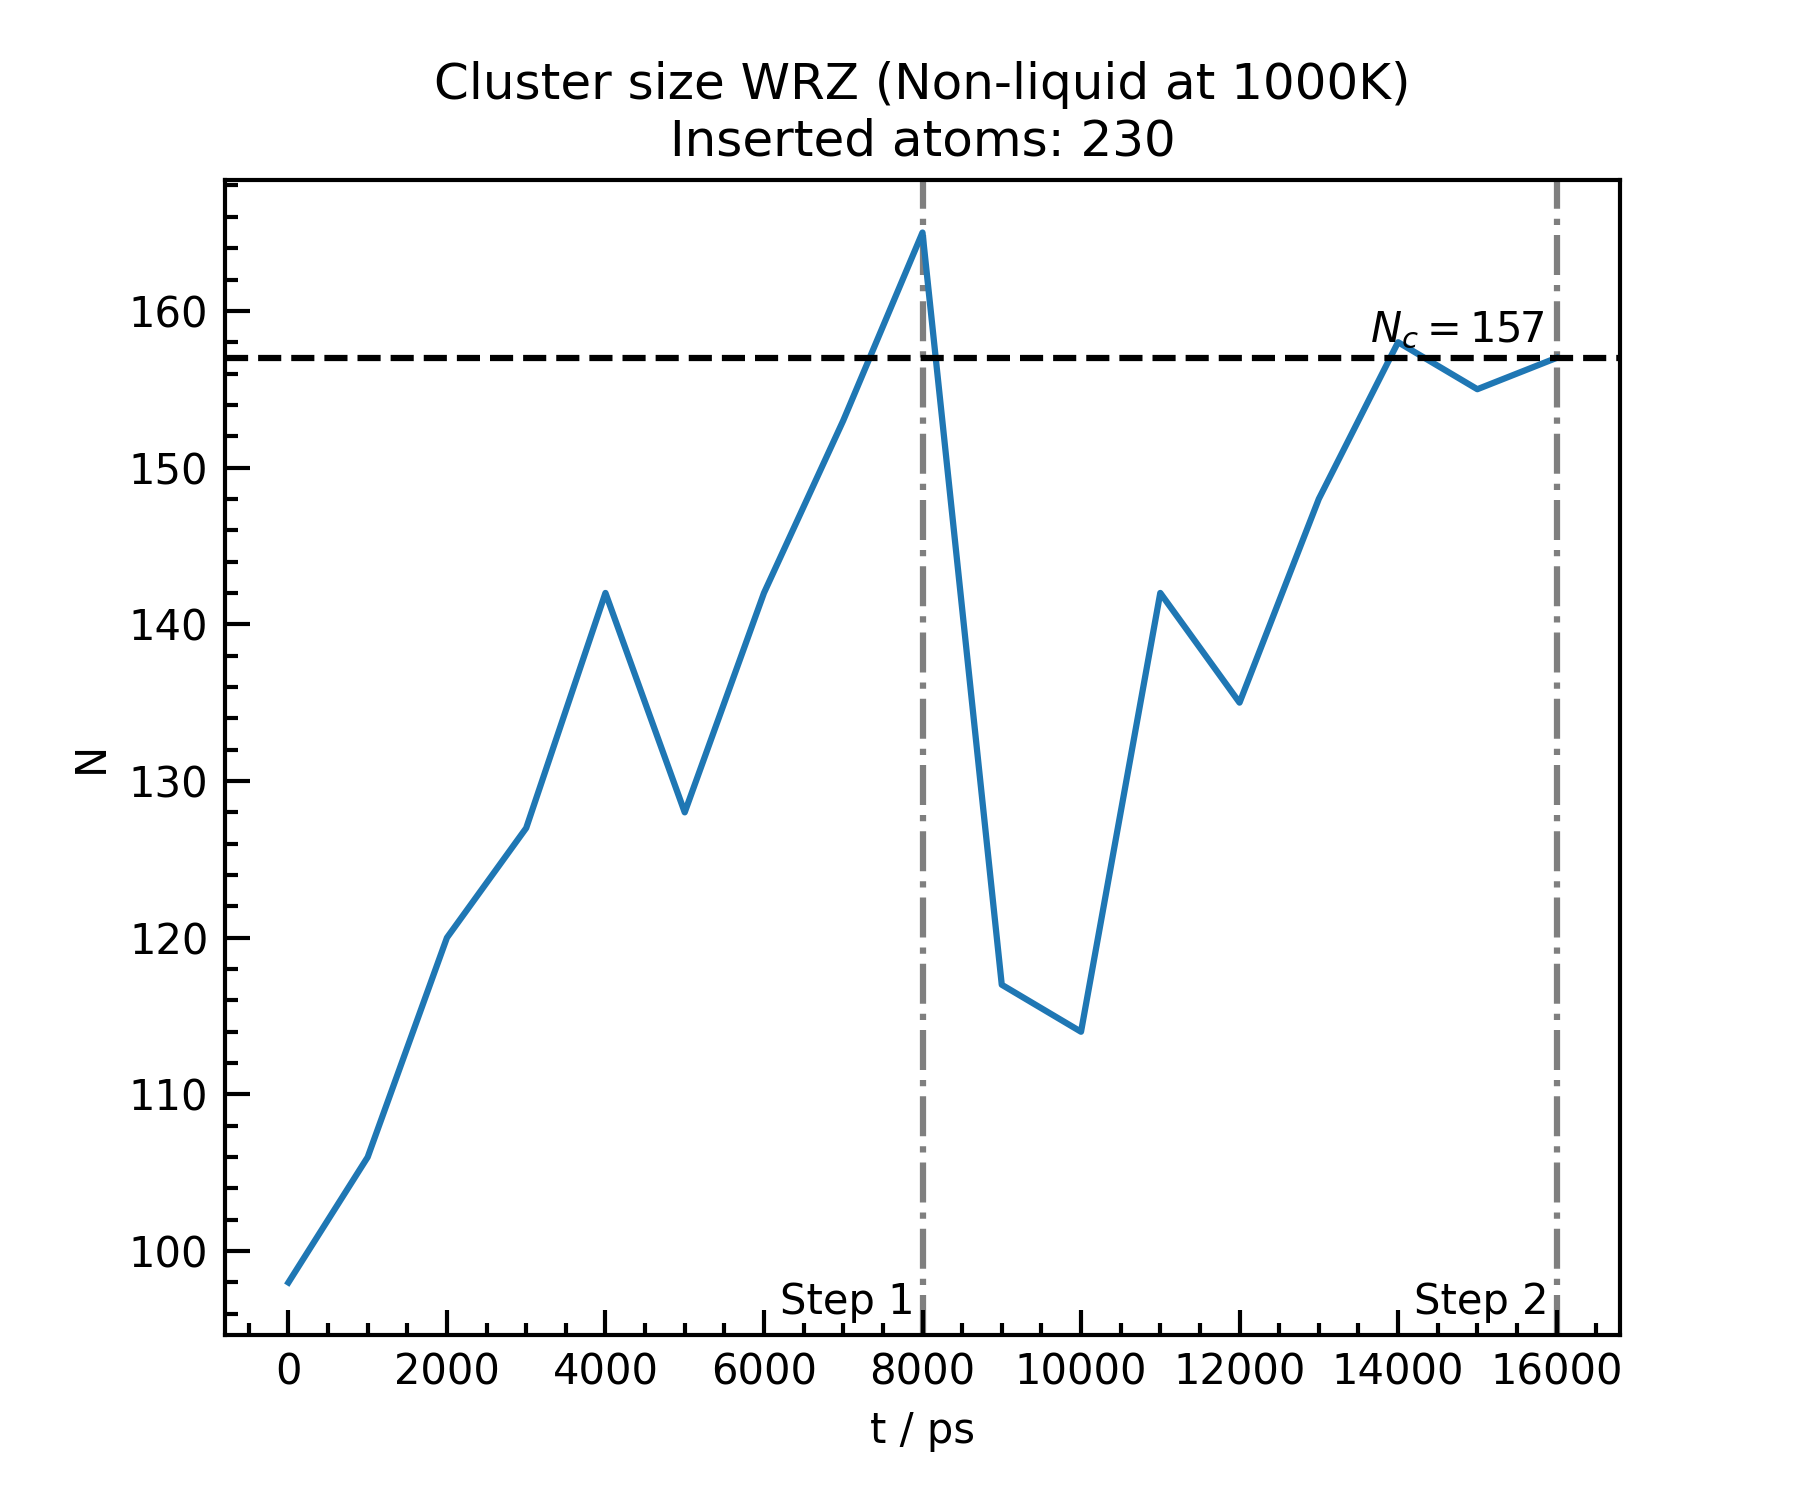 Cluster size WRZ (Non-liquid at 1000K)
Inserted atoms: 230
160
150
140
130
120
110
100
N
N_c = 157
Step 1
Step 2
0 2000 4000 6000 8000 10000 12000 14000 16000
t / ps